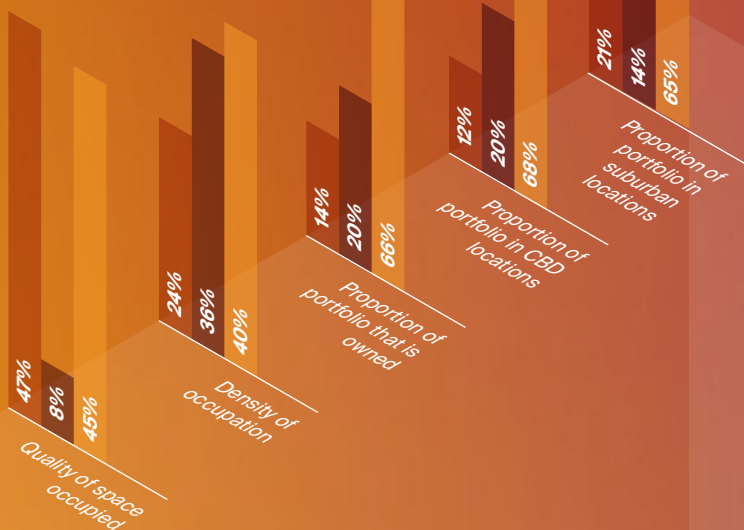 47%
8%
45%
Quality of space
occupied
24%
36%
40%
Density of
occupation
14%
20%
66%
Proportion of
portfolio that is
owned
12%
20%
68%
Proportion of
portfolio in CBD
locations
21%
14%
65%
Proportion of
portfolio in
suburban
locations